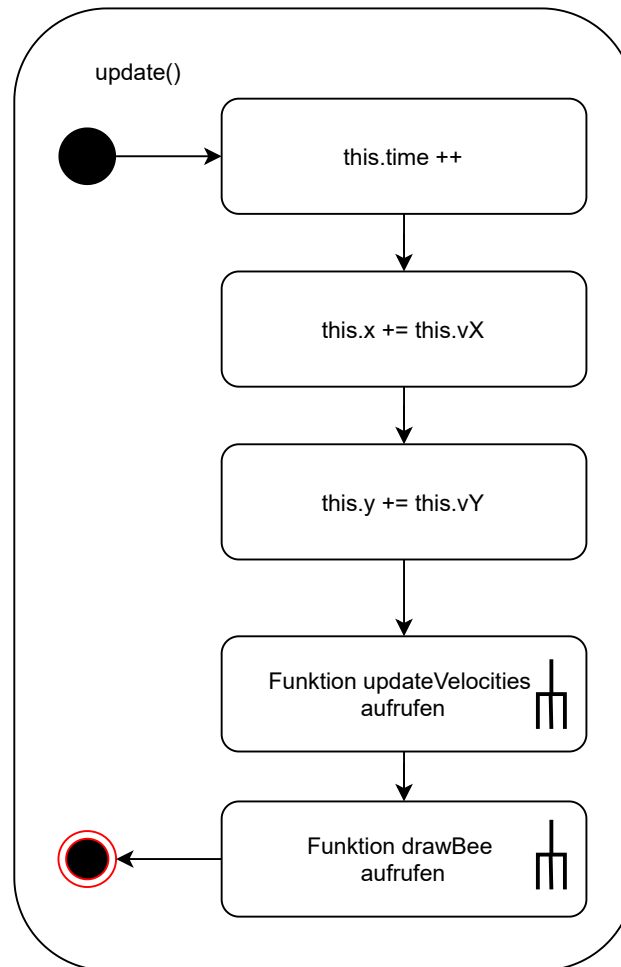 update()
this.time ++
this.x += this.vX
this.y += this.vY
Funktion updateVelocities
aufrufen
Funktion drawBee
aufrufen